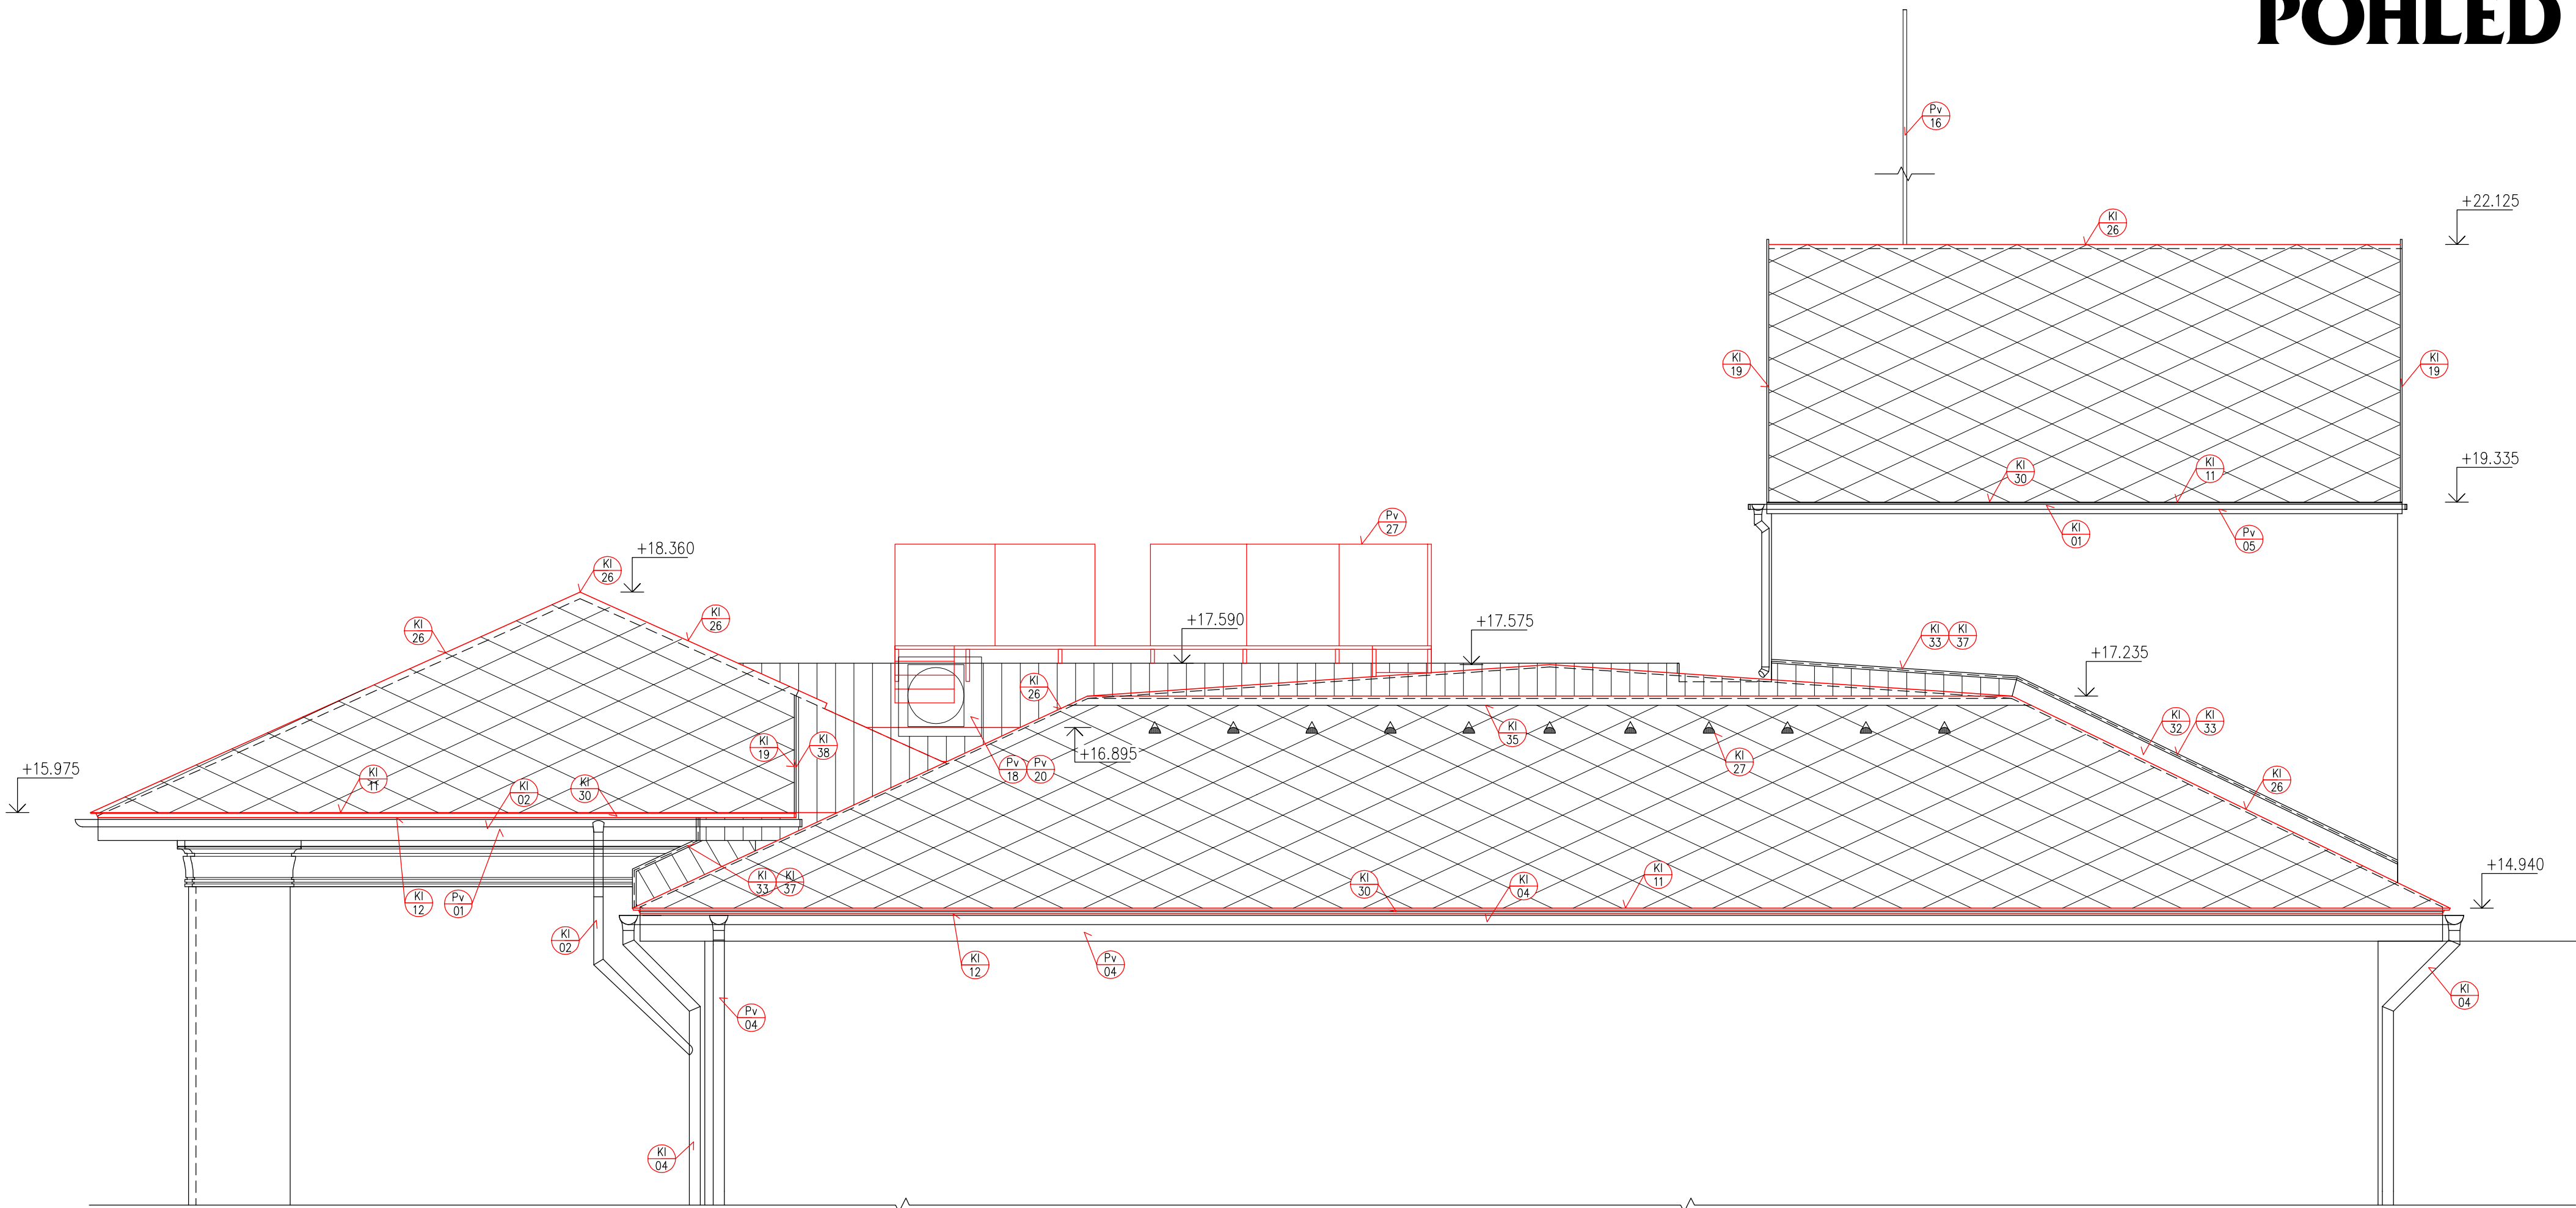 POHLED
Pv
16
+22.125
Kl
26
Kl
19
Kl
19
+19.335
Kl
30
Kl
11
Pv
27
Kl
01
Pv
05
+18.360
Kl
26
+17.590
+17.575
Kl
26
Kl
26
Kl
33
Kl
37
+17.235
Kl
26
Kl
32
Kl
33
Kl
35
Kl
19
Kl
38
+16.895
Pv
18
Pv
20
Kl
27
+15.975
Kl
11
Kl
02
Kl
30
Kl
26
+14.940
Kl
33
Kl
37
Kl
30
Kl
04
Kl
11
Kl
12
Pv
01
Kl
02
Kl
12
Pv
04
Kl
04
Pv
04
Kl
04